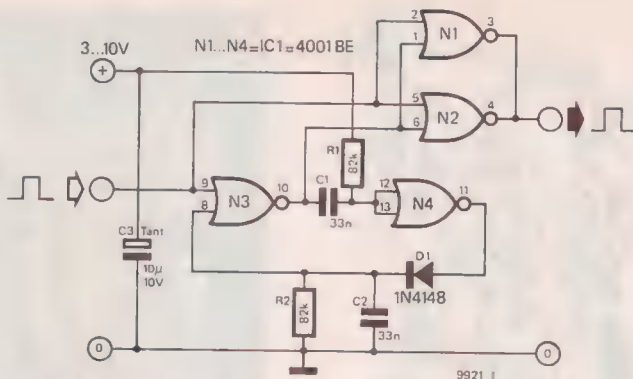 3...10V
N1...N4=IC1=4001BE
2
1
N1
3
5
6
N2
4
R1
82k
9
8
N3
10
C1
33n
12
13
N4
11
C3 Tant
10µ
10V
D1
1N4148
R2
82k
C2
33n
+
0
0
9921 1